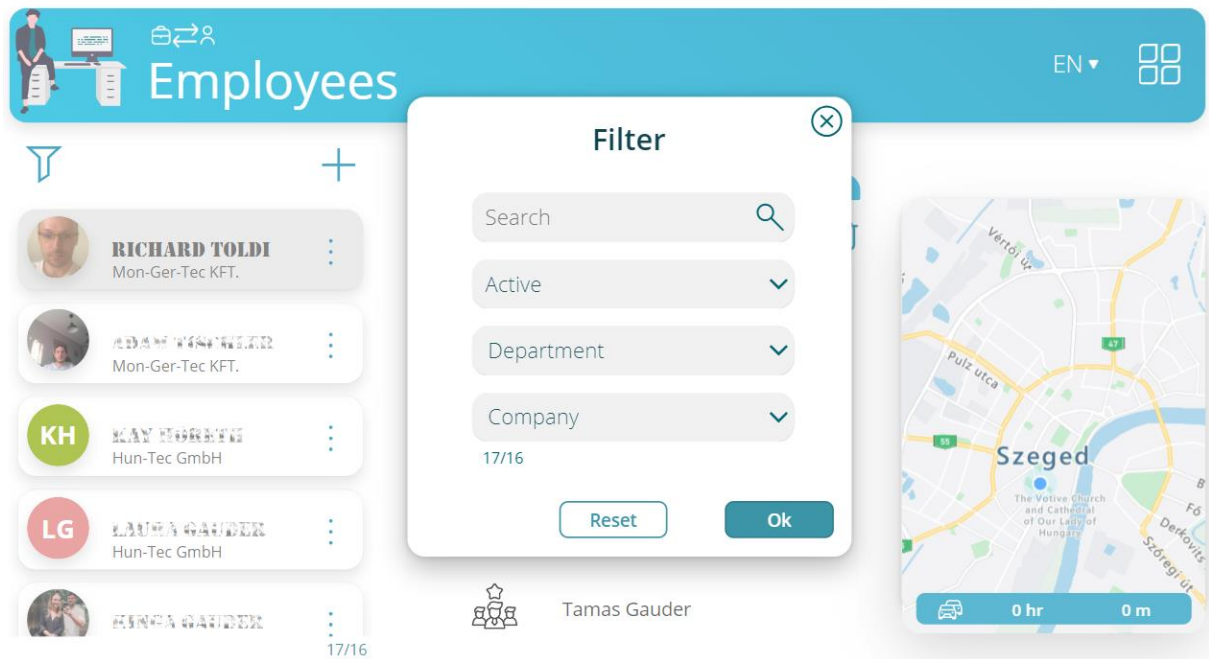 Employees
EN
Filter
Search
Active
Department
Company
17/16
Reset
Ok
RICHARD TOLDI
Mon-Ger-Tec KFT.
ADAM TISCHLER
Mon-Ger-Tec KFT.
KH
KAY HORETH
Hun-Tec GmbH
LG
LAURA GAUDER
Hun-Tec GmbH
GAUDER
17/16
Tamas Gauder
Vértói út
47
Pulz utca
55
Szeged
The Votive Church
and Cathedral
of Our Lady of
Hungary
B
Fő
Derkovits
Szőregi út
0 hr
0 m